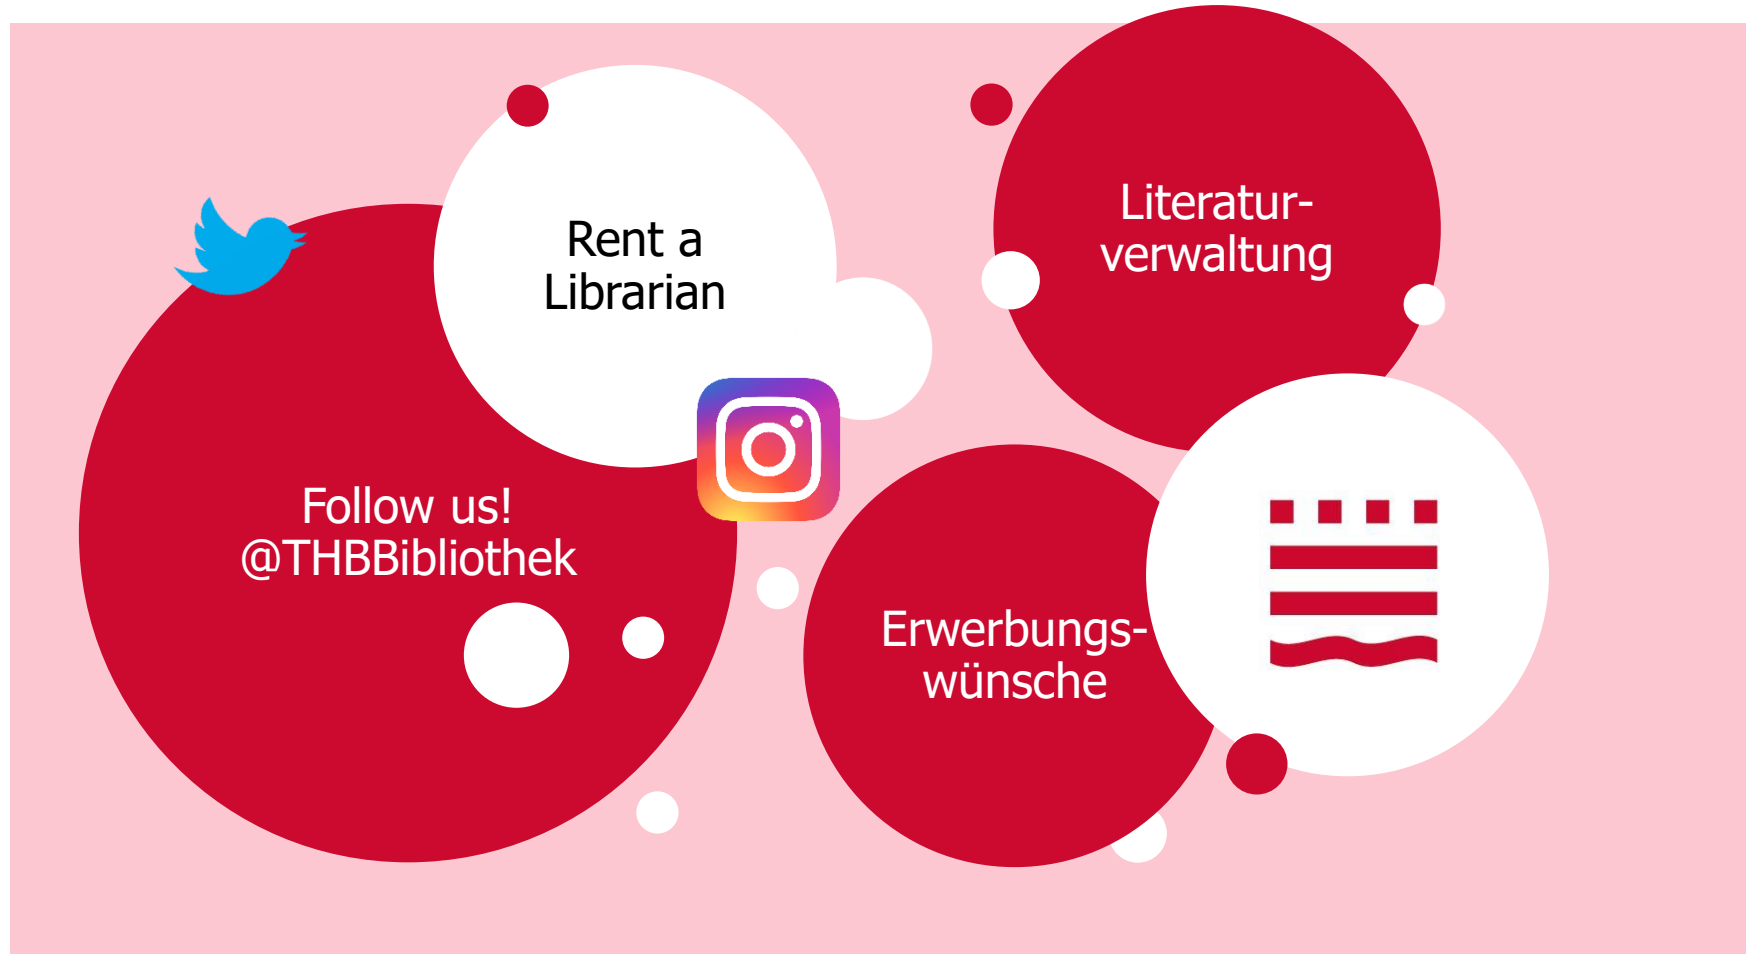 Rent a
Librarian
Literatur-
verwaltung
Follow us!
@THBBibliothek
Erwerbungs-
wünsche